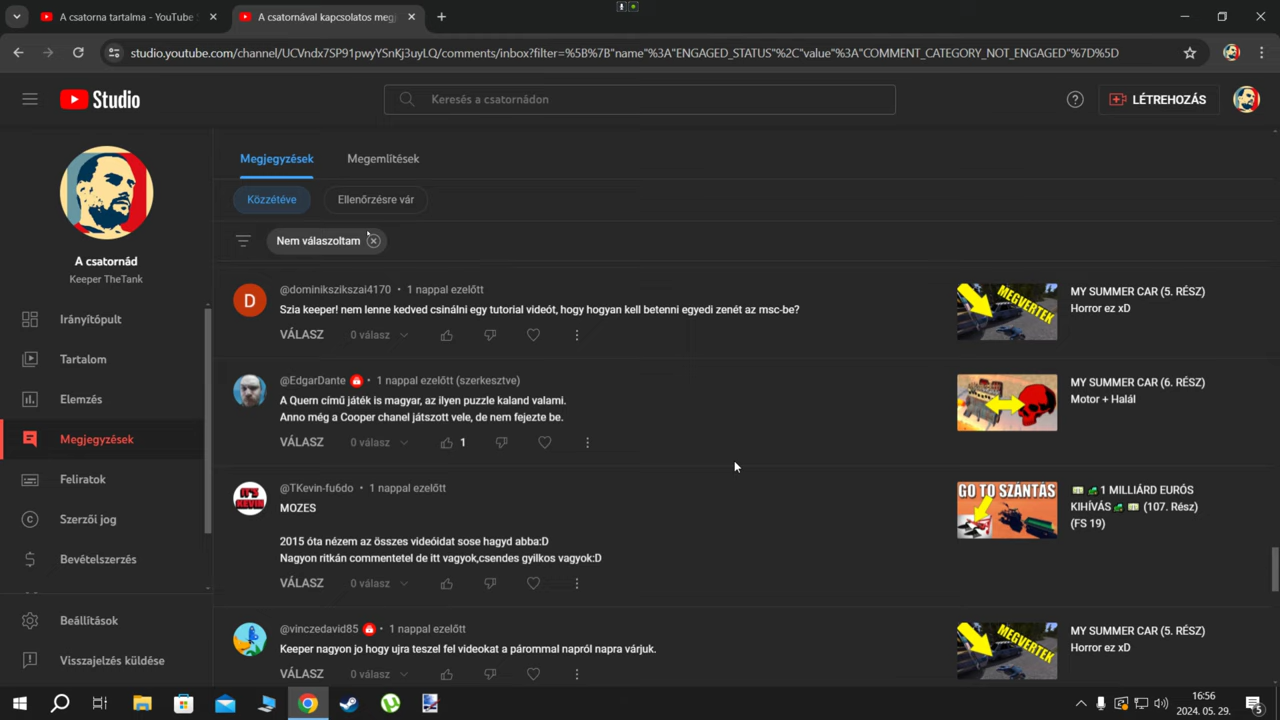 A csatorna tartalma - YouTube S
A csatornával kapcsolatos megj
studio.youtube.com/channel/UCVndx7SP91pwyYSnKj3uyLQ/comments/inbox?filter=%5B%7B"name"%3A"ENGAGED_STATUS"%2C"value"%3A"COMMENT_CATEGORY_NOT_ENGAGED"%7D%5D
Studio
Keresés a csatornádon
LÉTREHOZÁS
A csatornád
Keeper TheTank
Irányítópult
Tartalom
Elemzés
Megjegyzések
Feliratok
Szerzői jog
Bevételszerzés
Beállítások
Visszajelzés küldése
Megjegyzések
Megemlítések
Közzétéve
Ellenőrzésre vár
Nem válaszoltam
@dominikszikszai4170 • 1 nappal ezelőtt
Szia keeper! nem lenne kedved csinálni egy tutorial videót, hogy hogyan kell betenni egyedi zenét az msc-be?
VÁLASZ 0 válasz
MEGVERTEK
MY SUMMER CAR (5. RÉSZ)
Horror ez xD
@EdgarDante • 1 nappal ezelőtt (szerkesztve)
A Quern című játék is magyar, az ilyen puzzle kaland valami.
Anno még a Cooper chanel játszott vele, de nem fejezte be.
VÁLASZ 0 válasz 1
MY SUMMER CAR (6. RÉSZ)
Motor + Halál
IT'S KEVIN
@TKevin-fu6do • 1 nappal ezelőtt
MOZES
2015 óta nézem az összes videóidat sose hagyd abba:D
Nagyon ritkán commentetel de itt vagyok,csendes gyilkos vagyok:D
VÁLASZ 0 válasz
GO TO SZÁNTÁS
1 MILLIÁRD EURÓS
KIHÍVÁS (107. Rész)
(FS 19)
@vinczedavid85 • 1 nappal ezelőtt
Keeper nagyon jo hogy ujra teszel fel videokat a párommal napról napra várjuk.
VÁLASZ 0 válasz
MEGVERTEK
MY SUMMER CAR (5. RÉSZ)
Horror ez xD
16:56
2024. 05. 29.
5